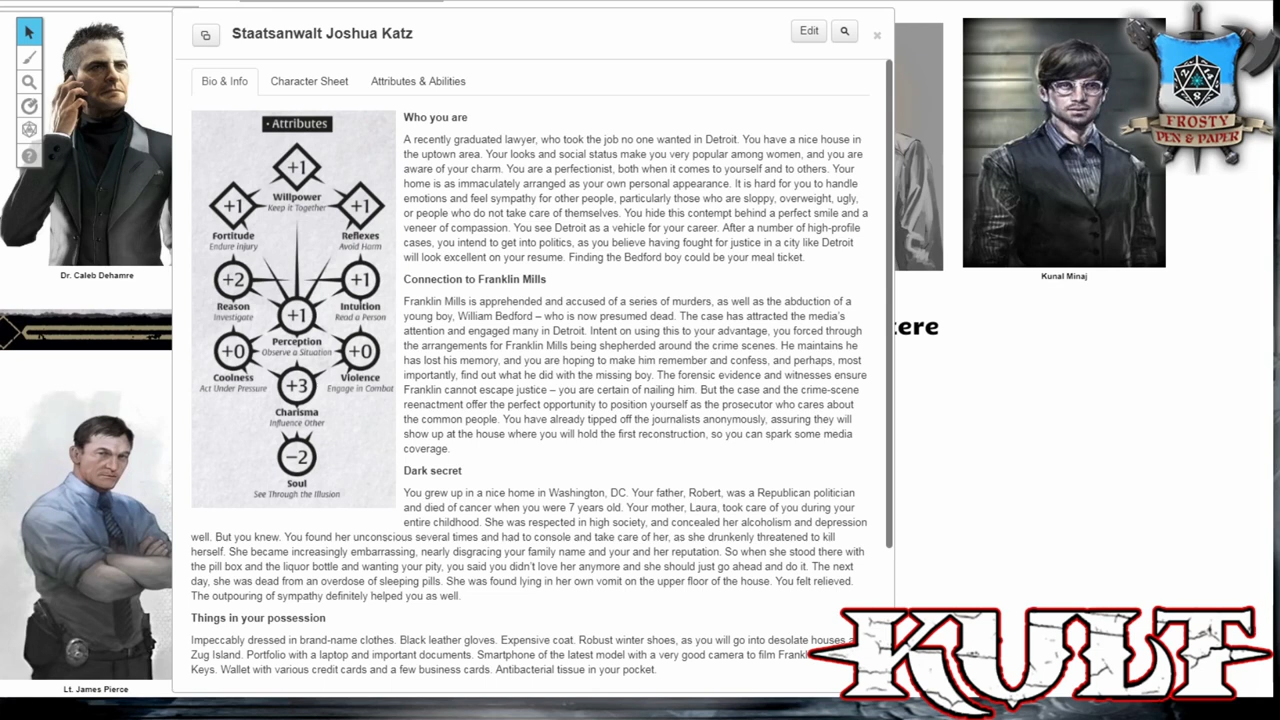 Staatsanwalt Joshua Katz
Edit
Bio & Info
Character Sheet
Attributes & Abilities
· Attributes
+1
Willpower
Keep it Together
+1
+1
Fortitude
Endure Injury
Reflexes
Avoid Harm
+2
+1
Reason
Investigate
Intuition
Read a Person
+1
Perception
Observe a Situation
+0
+0
Coolness
Act Under Pressure
Violence
Engage in Combat
+3
Charisma
Influence Other
−2
Soul
See Through the Illusion
Who you are
A recently graduated lawyer, who took the job no one wanted in Detroit. You have a nice house in
the uptown area. Your looks and social status make you very popular among women, and you are
aware of your charm. You are a perfectionist, both when it comes to yourself and to others. Your
home is as immaculately arranged as your own personal appearance. It is hard for you to handle
emotions and feel sympathy for other people, particularly those who are sloppy, overweight, ugly,
or people who do not take care of themselves. You hide this contempt behind a perfect smile and a
veneer of compassion. You see Detroit as a vehicle for your career. After a number of high-profile
cases, you intend to get into politics, as you believe having fought for justice in a city like Detroit
will look excellent on your resume. Finding the Bedford boy could be your meal ticket.
Connection to Franklin Mills
Franklin Mills is apprehended and accused of a series of murders, as well as the abduction of a
young boy, William Bedford – who is now presumed dead. The case has attracted the media's
attention and engaged many in Detroit. Intent on using this to your advantage, you forced through
the arrangements for Franklin Mills being shepherded around the crime scenes. He maintains he
has lost his memory, and you are hoping to make him remember and confess, and perhaps, most
importantly, find out what he did with the missing boy. The forensic evidence and witnesses ensure
Franklin cannot escape justice – you are certain of nailing him. But the case and the crime-scene
reenactment offer the perfect opportunity to position yourself as the prosecutor who cares about
the common people. You have already tipped off the journalists anonymously, assuring they will
show up at the house where you will hold the first reconstruction, so you can spark some media
coverage.
Dark secret
You grew up in a nice home in Washington, DC. Your father, Robert, was a Republican politician
and died of cancer when you were 7 years old. Your mother, Laura, took care of you during your
entire childhood. She was respected in high society, and concealed her alcoholism and depression
well. But you knew. You found her unconscious several times and had to console and take care of her, as she drunkenly threatened to kill
herself. She became increasingly embarrassing, nearly disgracing your family name and your and her reputation. So when she stood there with
the pill box and the liquor bottle and wanting your pity, you said you didn't love her anymore and she should just go ahead and do it. The next
day, she was dead from an overdose of sleeping pills. She was found lying in her own vomit on the upper floor of the house. You felt relieved.
The outpouring of sympathy definitely helped you as well.
Things in your possession
Impeccably dressed in brand-name clothes. Black leather gloves. Expensive coat. Robust winter shoes, as you will go into desolate houses
Zug Island. Portfolio with a laptop and important documents. Smartphone of the latest model with a very good camera to film
Keys. Wallet with various credit cards and a few business cards. Antibacterial tissue in your pocket.
Dr. Caleb Dehamre
Lt. James Pierce
Kunal Minaj
FROSTY
PEN & PAPER
KULT